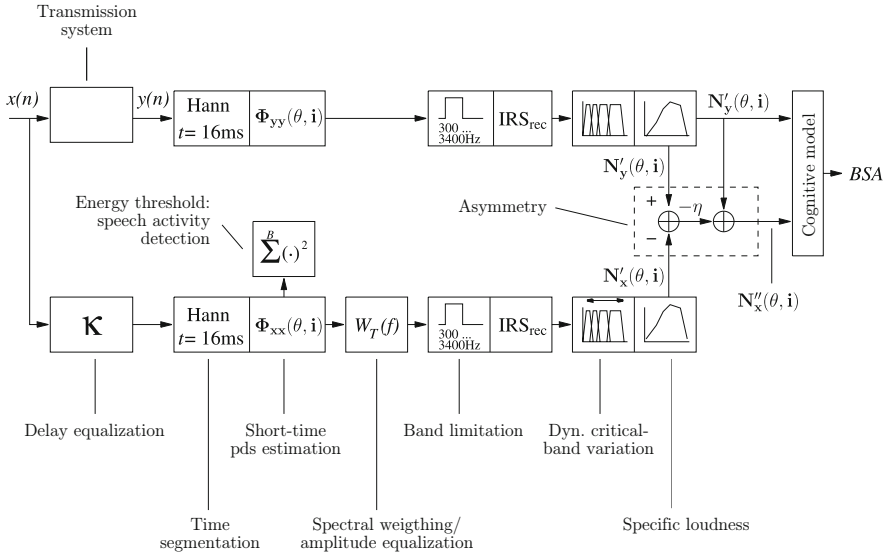 Transmission
system
x(n)
y(n)
Hann
t= 16ms
Φyy(θ, i)
300 ...
3400Hz
IRSrec
N′y(θ, i)
Cognitive model
BSA
N′y(θ, i)
Energy threshold:
speech activity
detection
B
∑(·)²
Asymmetry
+
−η
−
N′x(θ, i)
N″x(θ, i)
κ
Hann
t= 16ms
Φxx(θ, i)
WT(f)
300 ...
3400Hz
IRSrec
Delay equalization
Short-time
pds estimation
Band limitation
Dyn. critical-
band variation
Time
segmentation
Spectral weigthing/
amplitude equalization
Specific loudness